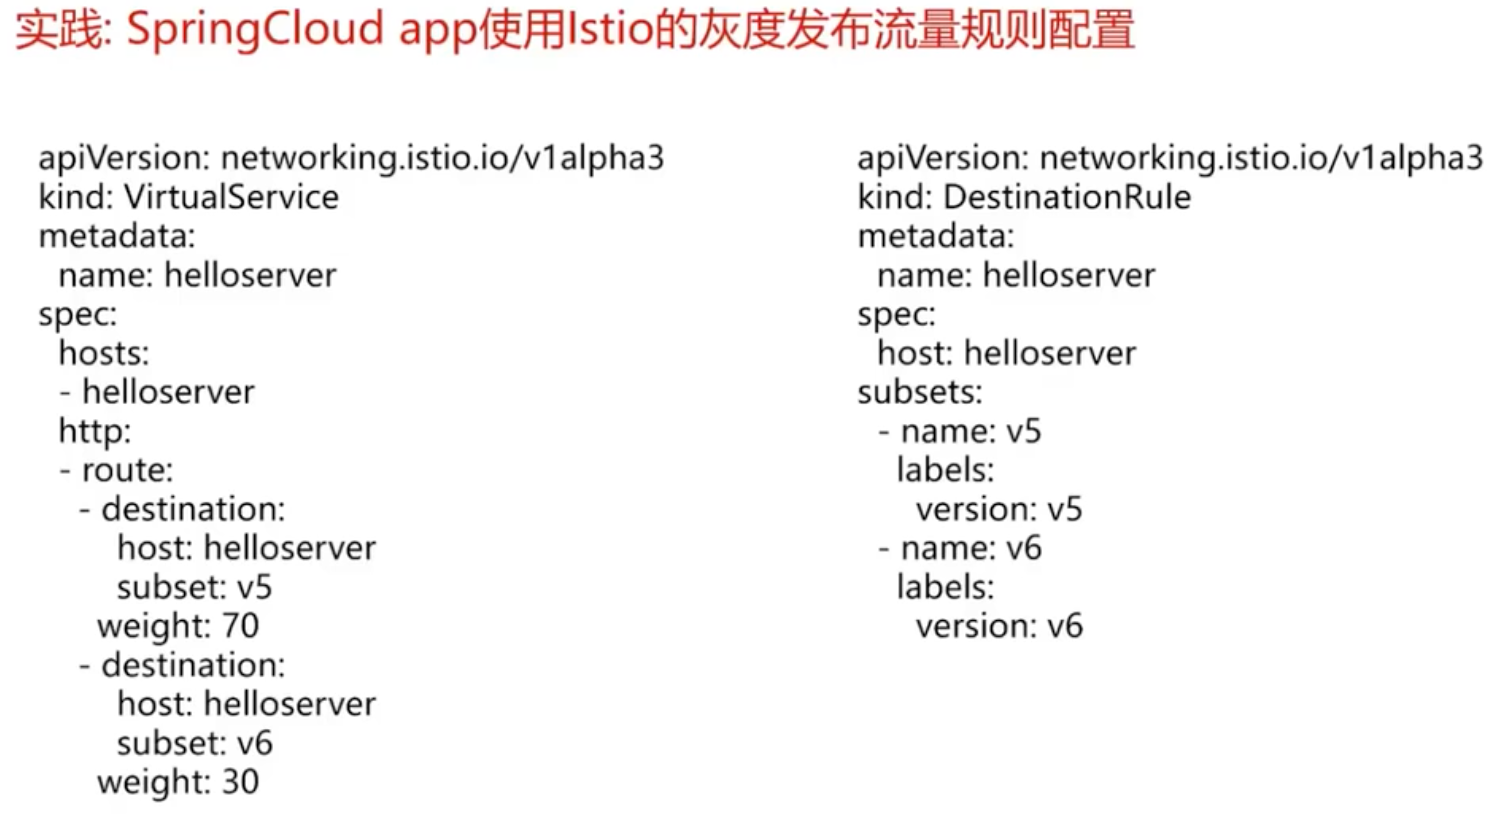 实践: SpringCloud app使用Istio的灰度发布流量规则配置
apiVersion: networking.istio.io/v1alpha3
kind: VirtualService
metadata:
  name: helloserver
spec:
  hosts:
  - helloserver
  http:
  - route:
    - destination:
        host: helloserver
        subset: v5
      weight: 70
    - destination:
        host: helloserver
        subset: v6
      weight: 30
apiVersion: networking.istio.io/v1alpha3
kind: DestinationRule
metadata:
  name: helloserver
spec:
  host: helloserver
subsets:
  - name: v5
    labels:
      version: v5
  - name: v6
    labels:
      version: v6